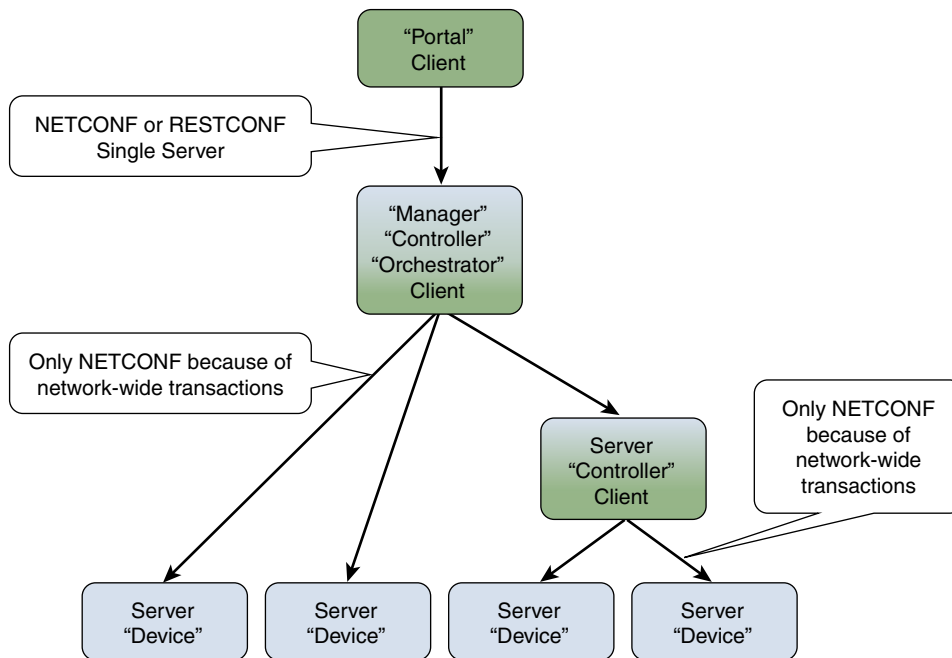 “Portal”
Client
NETCONF or RESTCONF
Single Server
“Manager”
“Controller”
“Orchestrator”
Client
Only NETCONF because of
network-wide transactions
Server
“Controller”
Client
Only NETCONF
because of
network-wide
transactions
Server
“Device”
Server
“Device”
Server
“Device”
Server
“Device”